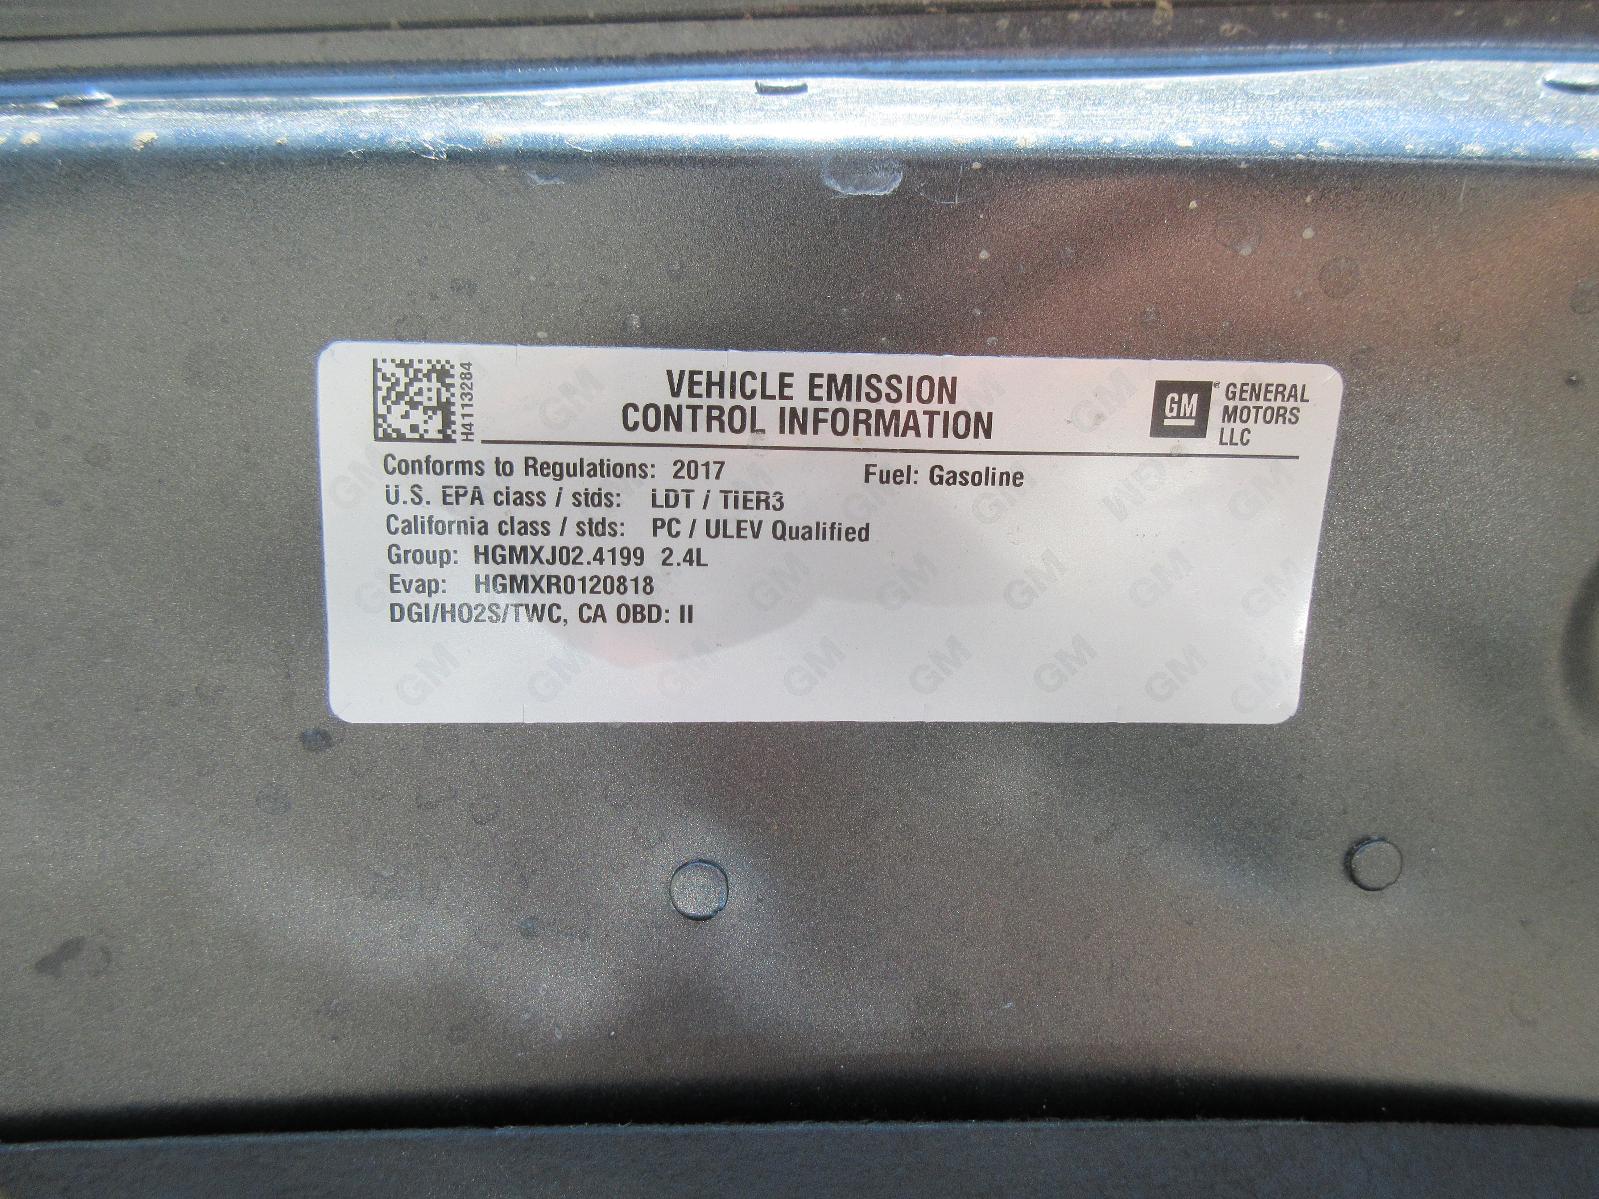 H4113284
VEHICLE EMISSION
CONTROL INFORMATION
GM
GENERAL
MOTORS
LLC
Conforms to Regulations: 2017 Fuel: Gasoline
U.S. EPA class / stds: LDT / TIER3
California class / stds: PC / ULEV Qualified
Group: HGMXJ02.4199 2.4L
Evap: HGMXR0120818
DGI/HO2S/TWC, CA OBD: II